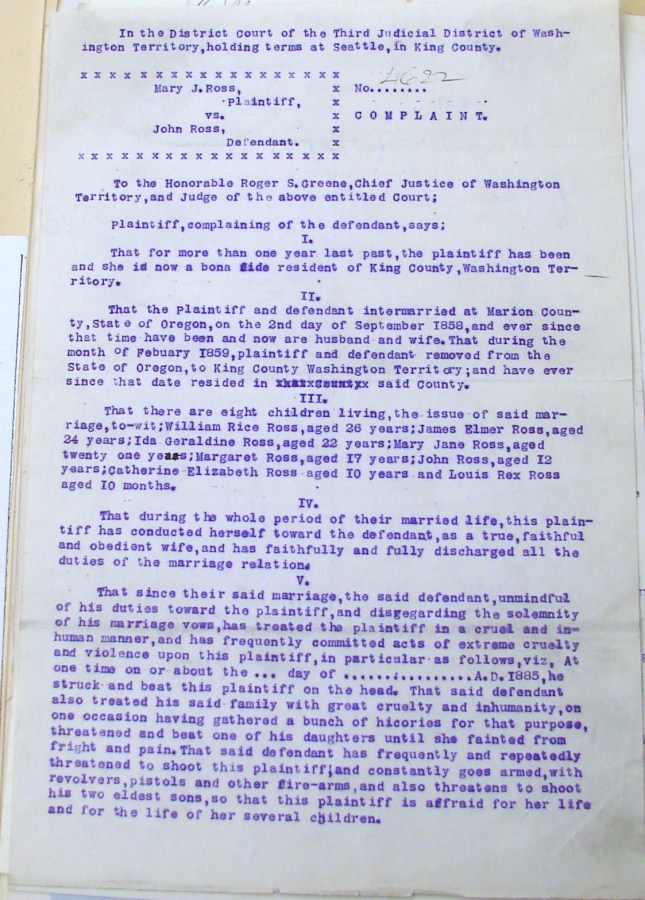 In the District Court of the Third Judicial District of Wash-
ington Territory,holding terms at Seattle,in King County.
x x x x x x x x x x x x x x x x x x
Mary J.Ross, x No........ 4622
Plaintiff, x
vs. x C O M P L A I N T.
John Ross, x
Defendant. x
x x x x x x x x x x x x x x x x x x
To the Honorable Roger S.Greene,Chief Justice of Washington
Territory,and Judge of the above entitled Court;
Plaintiff,complaining of the defendant,says;
I.
That for more than one year last past,the plaintiff has been
and she is now a bona fide resident of King County,Washington Ter-
ritory.
II.
That the Plaintiff and defendant intermarried at Marion Coun-
ty,State of Oregon,on the 2nd day of September 1858,and ever since
that time have been and now are husband and wife.That during the
month of Febuary 1859,plaintiff and defendant removed from the
State of Oregon,to King County Washington Territory;and have ever
since that date resided in said County.
III.
That there are eight children living,the issue of said mar-
riage,to-wit;William Rice Ross,aged 26 years;James Elmer Ross,aged
24 years;Ida Geraldine Ross,aged 22 years;Mary Jane Ross,aged
twenty one years;Margaret Ross,aged 17 years;John Ross,aged 12
years;Catherine Elizabeth Ross aged 10 years and Louis Rex Ross
aged 10 months.
IV.
That during the whole period of their married life,this plain-
tiff has conducted herself toward the defendant,as a true,faithful
and obedient wife,and has faithfully and fully discharged all the
duties of the marriage relation.
V.
That since their said marriage,the said defendant,unmindful
of his duties toward the plaintiff,and disregarding the solemnity
of his marriage vows,has treated the plaintiff in a cruel and in-
human manner,and has frequently committed acts of extreme cruelty
and violence upon this plaintiff,in particular as follows,viz, At
one time on or about the ... day of ................A.D.1885,he
struck and beat this plaintiff on the head. That said defendant
also treated his said family with great cruelty and inhumanity,on
one occasion having gathered a bunch of hicories for that purpose,
threatened and beat one of his daughters until she fainted from
fright and pain.That said defendant has frequently and repeatedly
threatened to shoot this plaintiff;and constantly goes armed,with
revolvers,pistols and other fire-arms,and also threatens to shoot
his two eldest sons,so that this plaintiff is affraid for her life
and for the life of her several children.